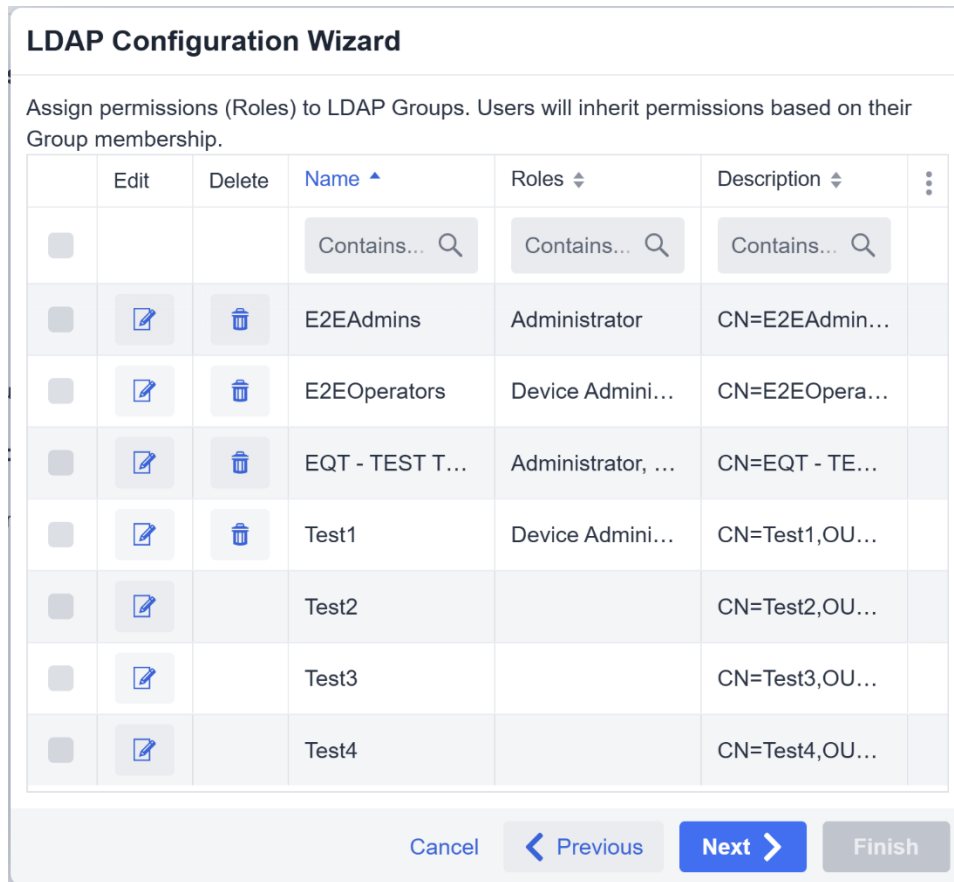 LDAP Configuration Wizard
Assign permissions (Roles) to LDAP Groups. Users will inherit permissions based on their
Group membership.
Edit Delete Name Roles Description
Contains... Contains... Contains...
E2EAdmins Administrator CN=E2EAdmin...
E2EOperators Device Admini... CN=E2EOpera...
EQT - TEST T... Administrator, ... CN=EQT - TE...
Test1 Device Admini... CN=Test1,OU...
Test2 CN=Test2,OU...
Test3 CN=Test3,OU...
Test4 CN=Test4,OU...
Cancel Previous Next Finish